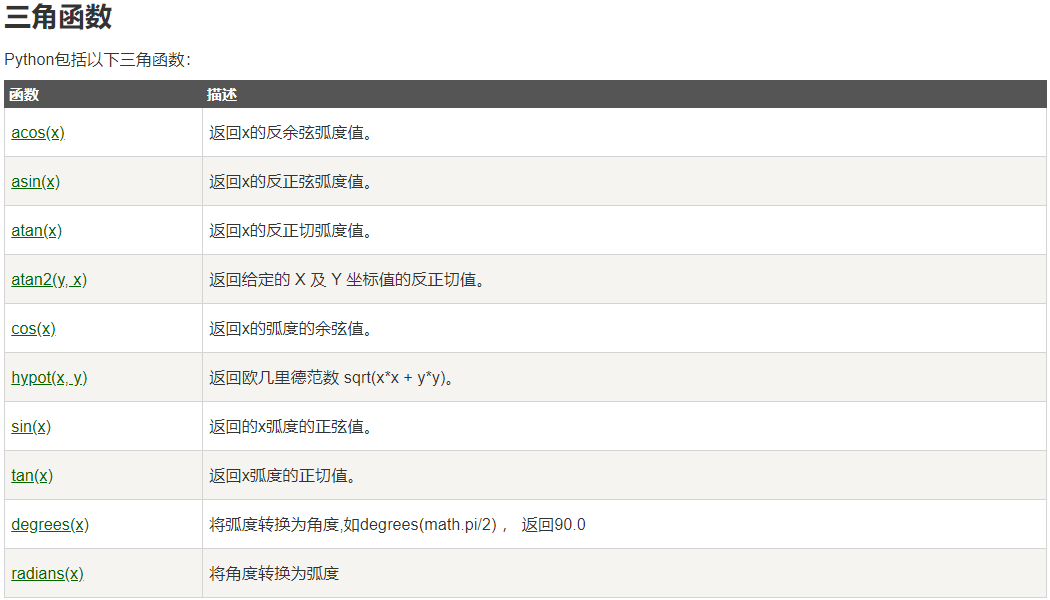 三角函数
Python包括以下三角函数：
函数 描述
acos(x) 返回x的反余弦弧度值。
asin(x) 返回x的反正弦弧度值。
atan(x) 返回x的反正切弧度值。
atan2(y, x) 返回给定的 X 及 Y 坐标值的反正切值。
cos(x) 返回x的弧度的余弦值。
hypot(x, y) 返回欧几里德范数 sqrt(x*x + y*y)。
sin(x) 返回的x弧度的正弦值。
tan(x) 返回x弧度的正切值。
degrees(x) 将弧度转换为角度,如degrees(math.pi/2) ， 返回90.0
radians(x) 将角度转换为弧度